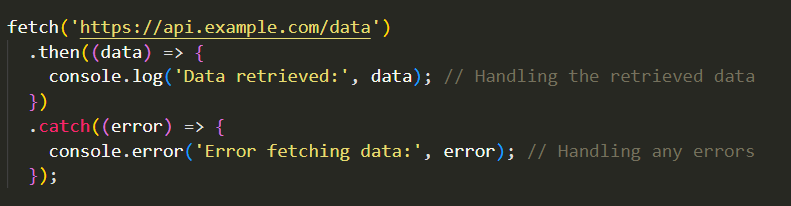 fetch('https://api.example.com/data')
  .then((data) => {
    console.log('Data retrieved:', data); // Handling the retrieved data
  })
  .catch((error) => {
    console.error('Error fetching data:', error); // Handling any errors
  });